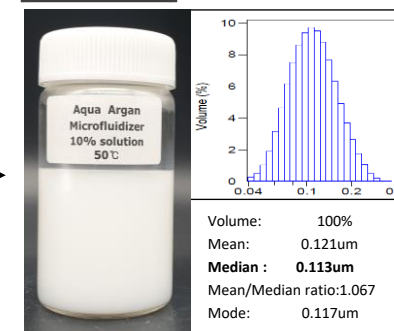 Aqua Argan
Microfluidizer
10% solution
50℃
Volume (%)
10
8
6
4
2
0
0.04
0.1
0.2
Volume: 100%
Mean: 0.121um
Median : 0.113um
Mean/Median ratio:1.067
Mode: 0.117um